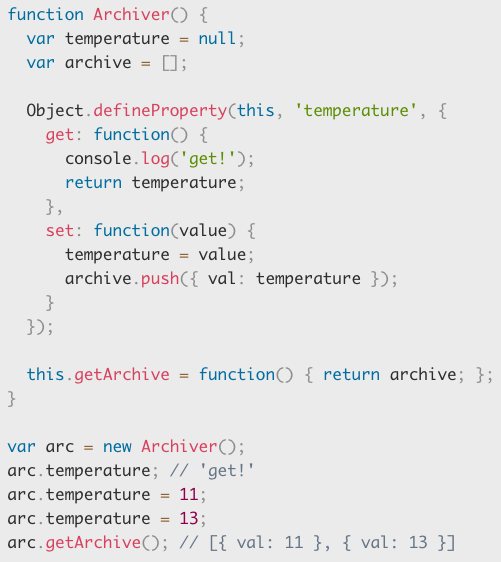 function Archiver() {
  var temperature = null;
  var archive = [];

  Object.defineProperty(this, 'temperature', {
    get: function() {
      console.log('get!');
      return temperature;
    },
    set: function(value) {
      temperature = value;
      archive.push({ val: temperature });
    }
  });

  this.getArchive = function() { return archive; };
}

var arc = new Archiver();
arc.temperature; // 'get!'
arc.temperature = 11;
arc.temperature = 13;
arc.getArchive(); // [{ val: 11 }, { val: 13 }]